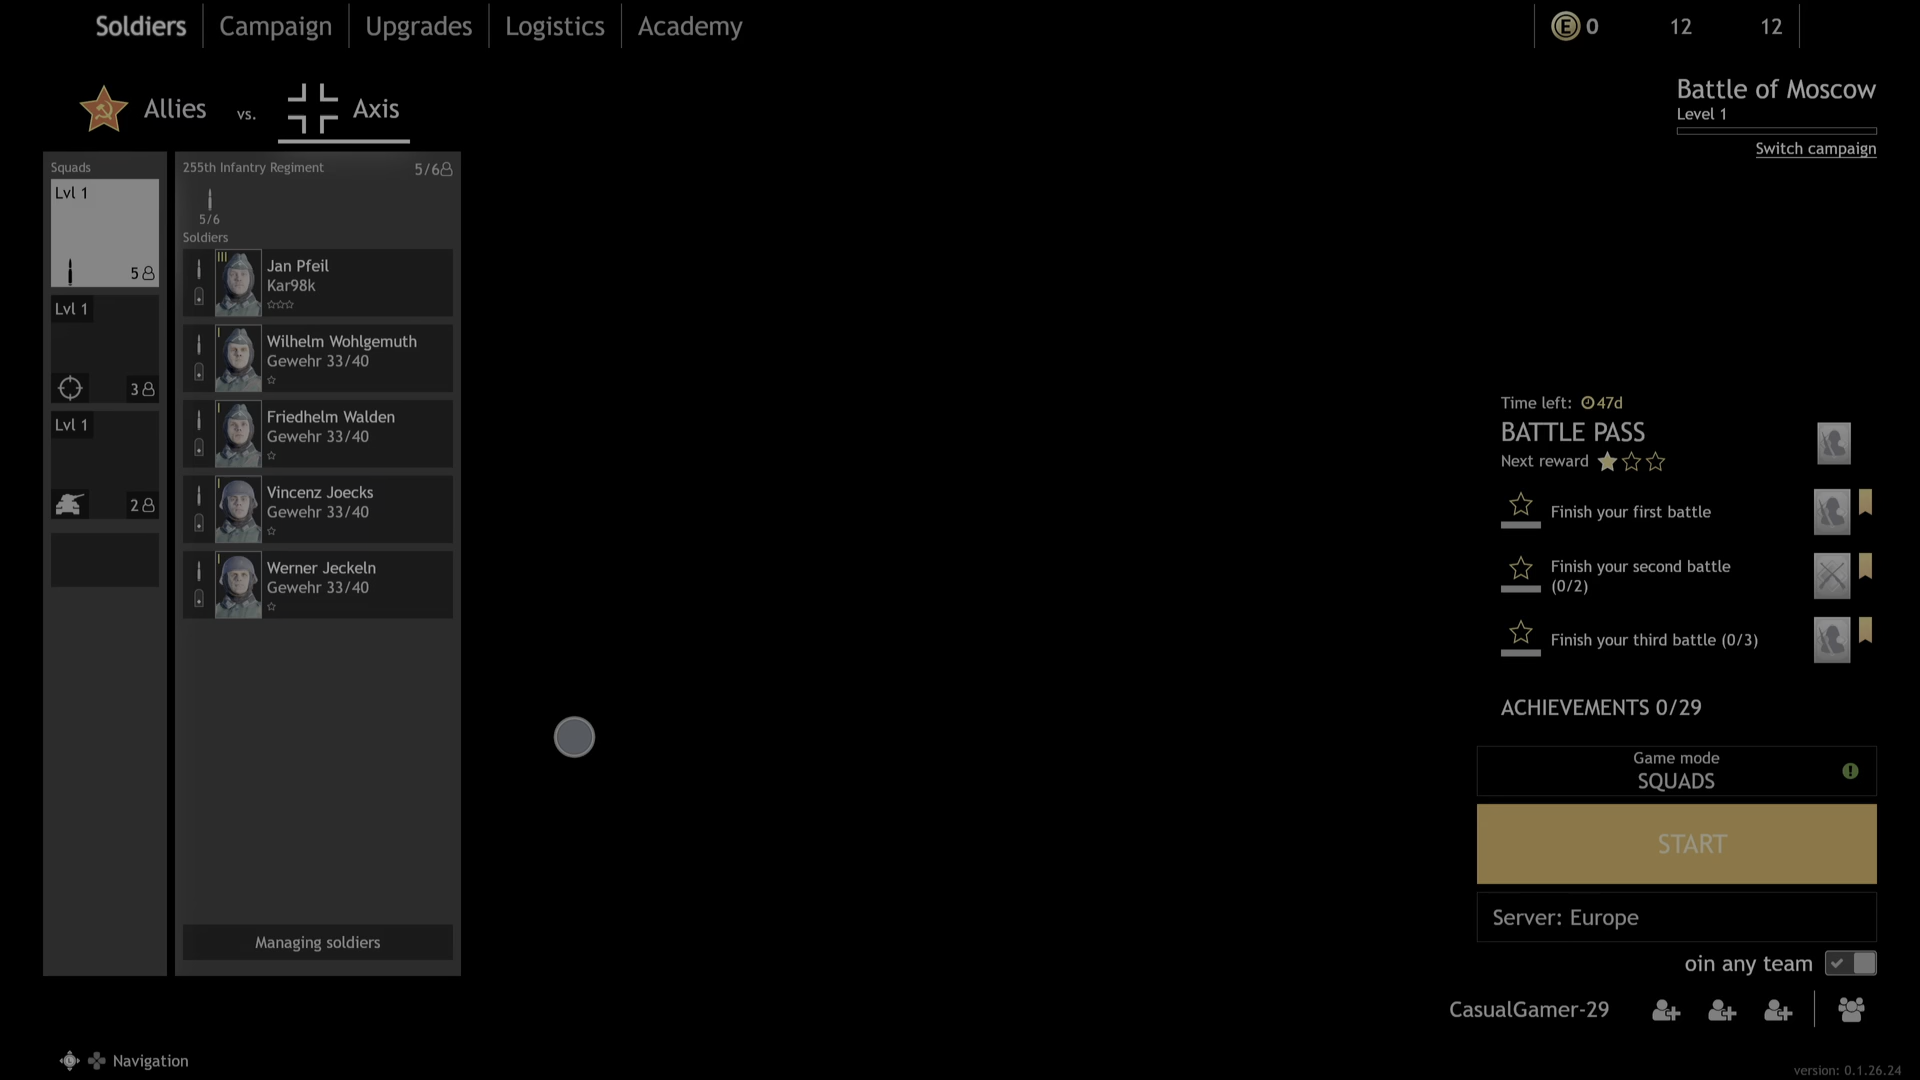 Soldiers
Campaign
Upgrades
Logistics
Academy
0
12
12
Allies
vs.
Axis
Battle of Moscow
Level 1
Switch campaign
Squads
Lvl 1
5
Lvl 1
3
Lvl 1
2
255th Infantry Regiment
5/6
5/6
Soldiers
Jan Pfeil
Kar98k
Wilhelm Wohlgemuth
Gewehr 33/40
Friedhelm Walden
Gewehr 33/40
Vincenz Joecks
Gewehr 33/40
Werner Jeckeln
Gewehr 33/40
Managing soldiers
Time left: 47d
BATTLE PASS
Next reward
Finish your first battle
Finish your second battle
(0/2)
Finish your third battle (0/3)
ACHIEVEMENTS 0/29
Game mode
SQUADS
START
Server: Europe
oin any team
CasualGamer-29
Navigation
version: 0.1.26.24